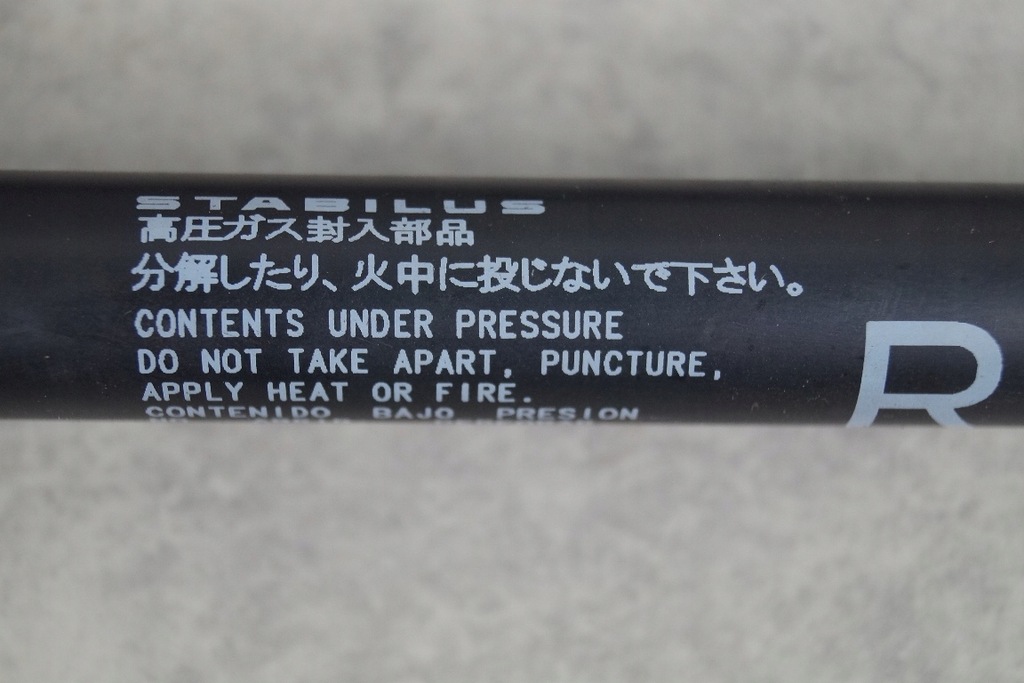 STABILUS
高圧ガス封入部品
分解したり、火中に投じないで下さい。
CONTENTS UNDER PRESSURE
DO NOT TAKE APART, PUNCTURE,
APPLY HEAT OR FIRE.
CONTENIDO BAJO PRESION
R